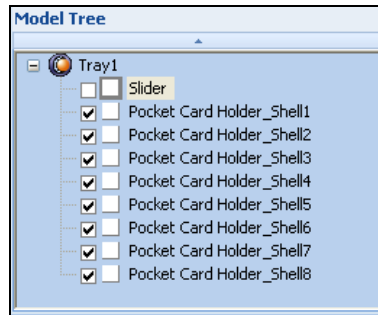 Model Tree
Tray1
Slider
Pocket Card Holder_Shell1
Pocket Card Holder_Shell2
Pocket Card Holder_Shell3
Pocket Card Holder_Shell4
Pocket Card Holder_Shell5
Pocket Card Holder_Shell6
Pocket Card Holder_Shell7
Pocket Card Holder_Shell8